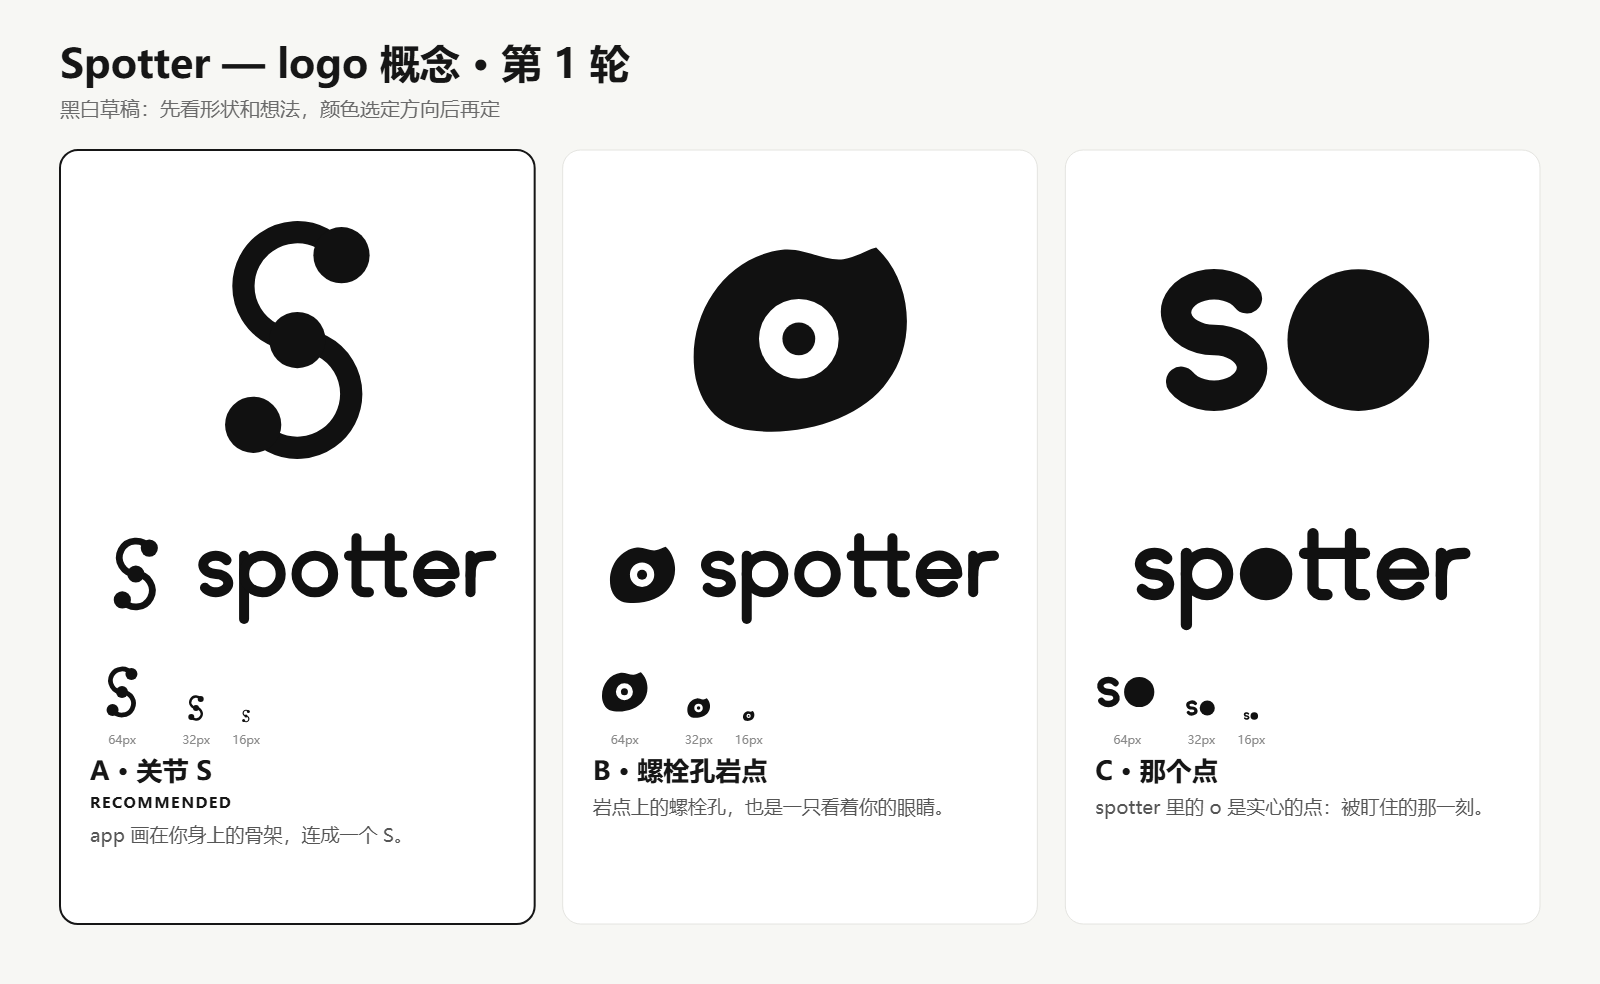 Spotter — logo 概念 • 第 1 轮
黑白草稿：先看形状和想法，颜色选定方向后再定
S
spotter
64px 32px 16px
A • 关节 S
RECOMMENDED
app 画在你身上的骨架，连成一个 S。
spotter
64px 32px 16px
B • 螺栓孔岩点
岩点上的螺栓孔，也是一只看着你的眼睛。
so
spotter
so so so
64px 32px 16px
C • 那个点
spotter 里的 o 是实心的点：被盯住的那一刻。